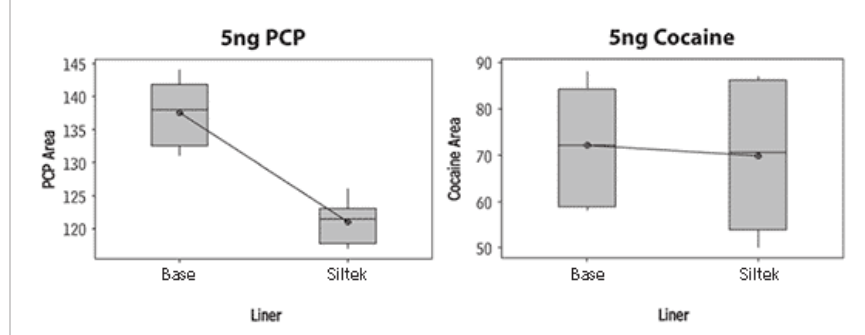 5ng PCP
PCP Area
145
140
135
130
125
120
Base
Siltek
Liner
5ng Cocaine
Cocaine Area
90
80
70
60
50
Base
Siltek
Liner